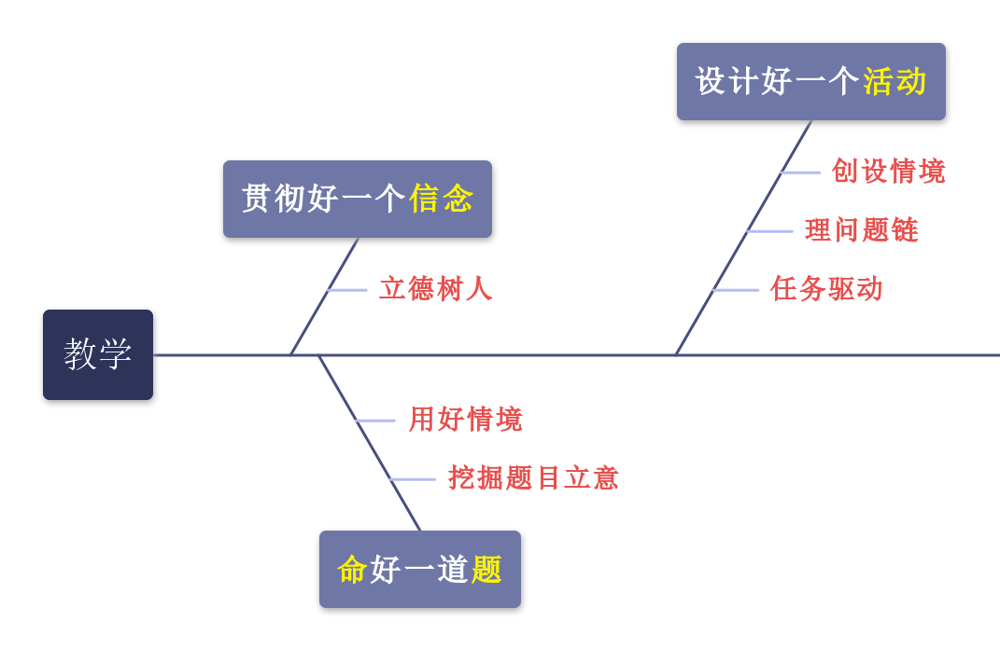 设计好一个活动
创设情境
理问题链
任务驱动
贯彻好一个信念
立德树人
教学
用好情境
挖掘题目立意
命好一道题